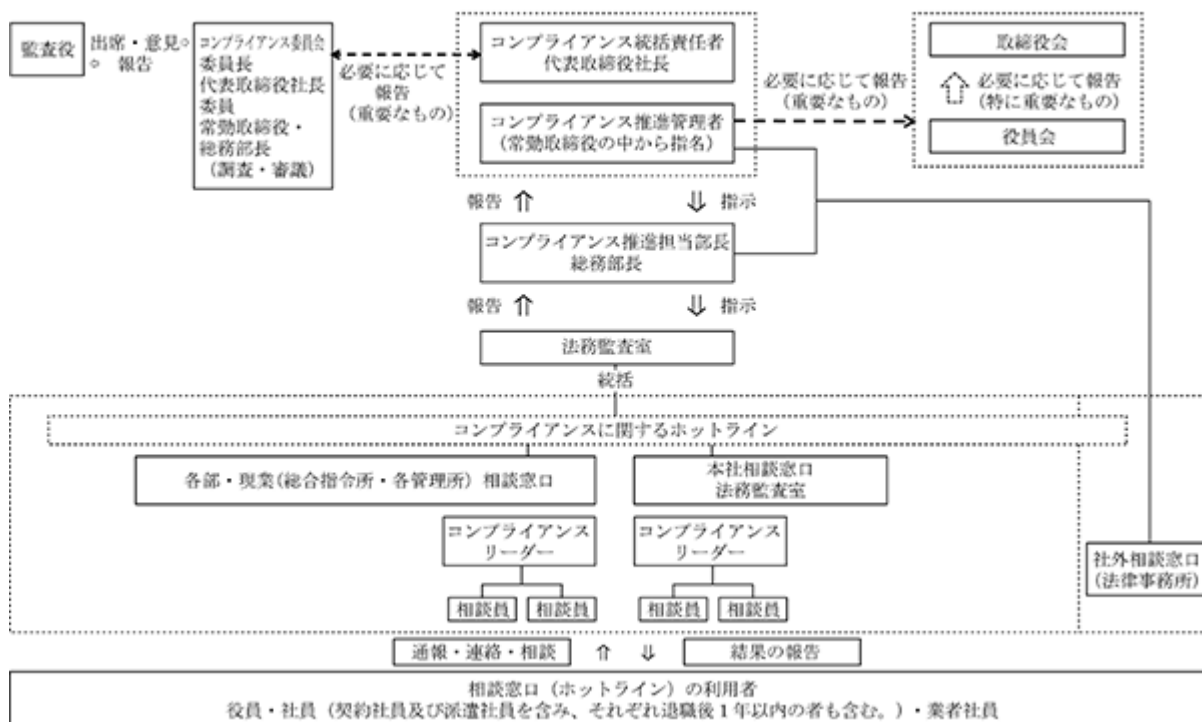 監査役
出席・意見
報告
コンプライアンス委員会
委員長
代表取締役社長
委員
常勤取締役・
総務部長
(調査・審議)
必要に応じて
報告
(重要なもの)
コンプライアンス統括責任者
代表取締役社長
コンプライアンス推進管理者
(常勤取締役の中から指名)
必要に応じて報告
(重要なもの)
取締役会
必要に応じて報告
(特に重要なもの)
役員会
報告
指示
コンプライアンス推進担当部長
総務部長
報告
指示
法務監査室
統括
コンプライアンスに関するホットライン
各部・現業(総合指令所・各管理所) 相談窓口
本社相談窓口
法務監査室
コンプライアンス
リーダー
コンプライアンス
リーダー
相談員
相談員
相談員
相談員
社外相談窓口
(法律事務所)
通報・連絡・相談
結果の報告
相談窓口(ホットライン)の利用者
役員・社員(契約社員及び派遣社員を含み、それぞれ退職後1年以内の者も含む。)・業者社員